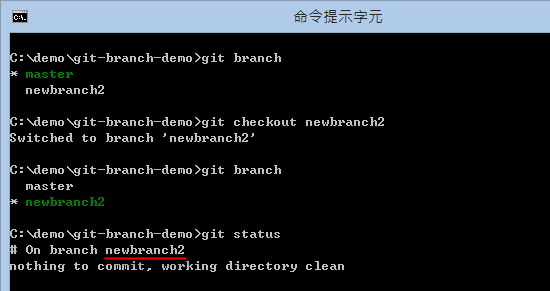 命令提示字元
C:\demo\git-branch-demo>git branch
* master
  newbranch2
C:\demo\git-branch-demo>git checkout newbranch2
Switched to branch 'newbranch2'
C:\demo\git-branch-demo>git branch
  master
* newbranch2
C:\demo\git-branch-demo>git status
# On branch newbranch2
nothing to commit, working directory clean